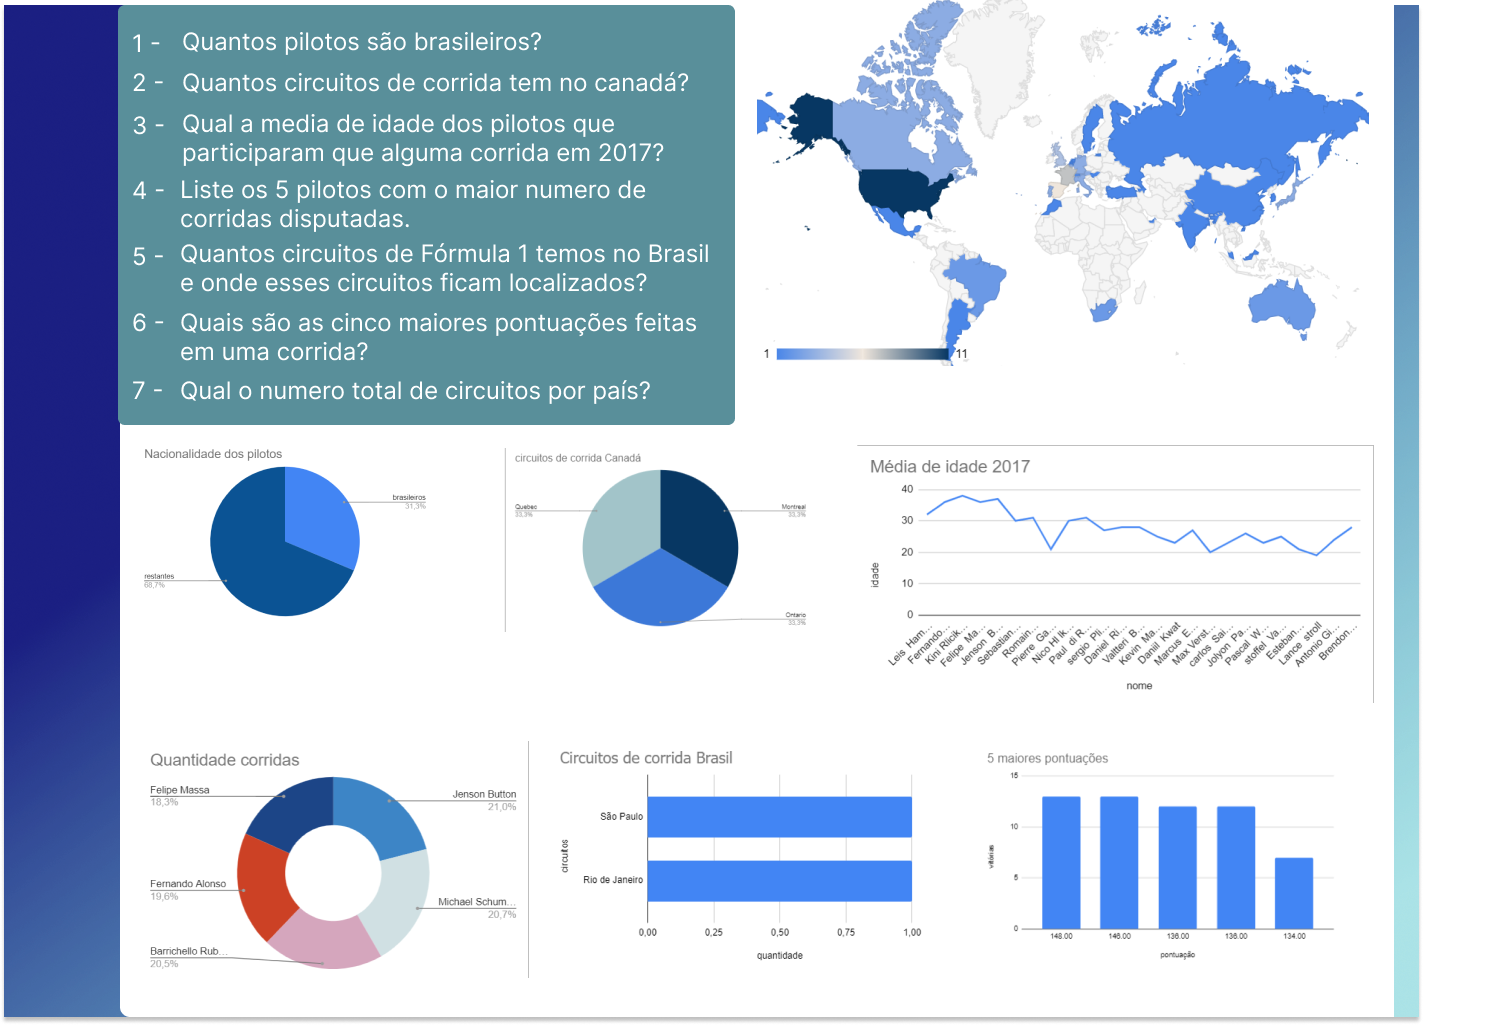 1 - Quantos pilotos são brasileiros?
2 - Quantos circuitos de corrida tem no canadá?
3 - Qual a media de idade dos pilotos que
participaram que alguma corrida em 2017?
4 - Liste os 5 pilotos com o maior numero de
corridas disputadas.
5 - Quantos circuitos de Fórmula 1 temos no Brasil
e onde esses circuitos ficam localizados?
6 - Quais são as cinco maiores pontuações feitas
em uma corrida?
7 - Qual o numero total de circuitos por país?
1 11
Nacionalidade dos pilotos
brasileiros
31,3%
restantes
68,7%
circuitos de corrida Canadá
Quebec
33,3%
Montreal
33,3%
Ontario
33,3%
Média de idade 2017
40
30
20
10
0
idade
Leis Ham...
Fernando...
Kini Riicik...
Felipe Ma...
Jenson B...
Sebastian...
Romain...
Pierre Ga...
Nico Hl lk...
Paul di R...
sergio Pli...
Daniel Ri...
Valtteri B...
Kevin Ma...
Daniil Kwat
Marcus E...
Max Verst...
carlos Sai...
Jolyon Pa...
Pascal W...
stoffel Va...
Esteban...
Lance stroll
Antonio Gi...
Brendon...
nome
Quantidade corridas
Felipe Massa
18,3%
Jenson Button
21,0%
Fernando Alonso
19,6%
Michael Schum...
20,7%
Barrichello Rub...
20,5%
Circuitos de corrida Brasil
circuitos
São Paulo
Rio de Janeiro
0,00 0,25 0,50 0,75 1,00
quantidade
5 maiores pontuações
15
10
5
0
vitórias
148.00 146.00 136.00 136.00 134.00
pontuação